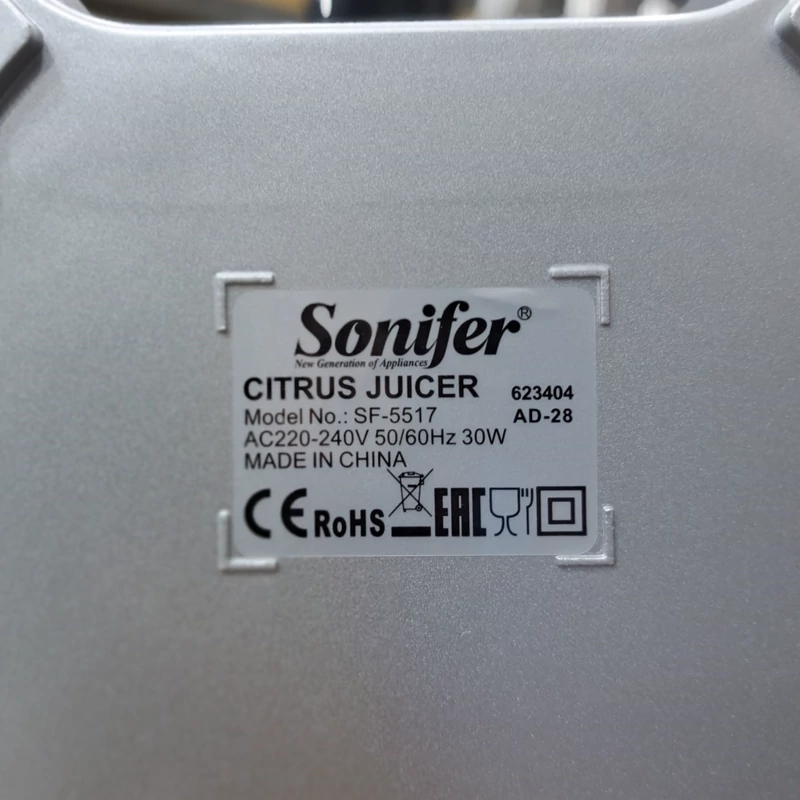 Sonifer®
New Generation of Appliances
CITRUS JUICER 623404
Model No.: SF-5517 AD-28
AC220-240V 50/60Hz 30W
MADE IN CHINA
CE RoHS EAC